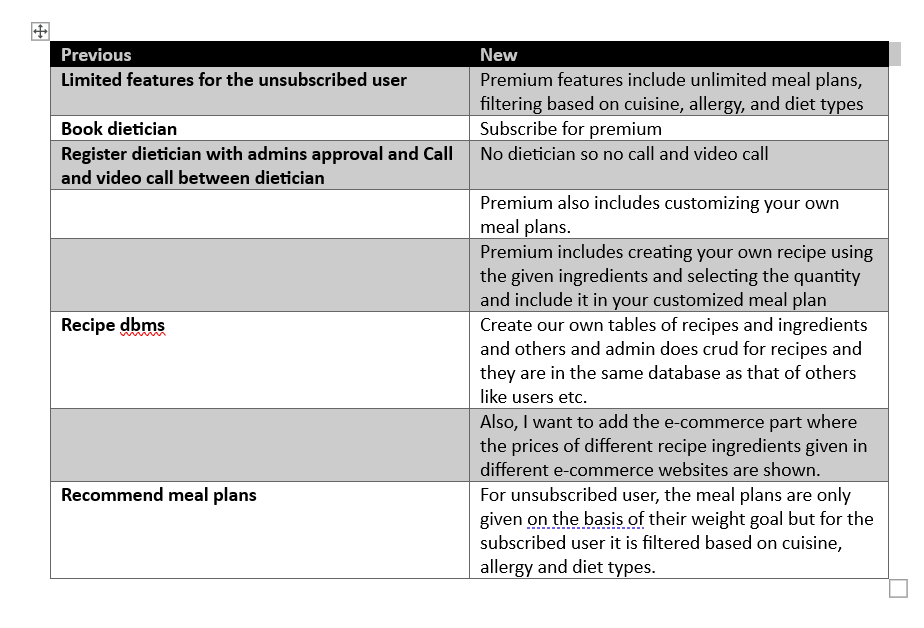 Previous
New
Limited features for the unsubscribed user
Premium features include unlimited meal plans,
filtering based on cuisine, allergy, and diet types
Book dietician
Subscribe for premium
Register dietician with admins approval and Call
and video call between dietician
No dietician so no call and video call
Premium also includes customizing your own
meal plans.
Premium includes creating your own recipe using
the given ingredients and selecting the quantity
and include it in your customized meal plan
Recipe dbms
Create our own tables of recipes and ingredients
and others and admin does crud for recipes and
they are in the same database as that of others
like users etc.
Also, I want to add the e-commerce part where
the prices of different recipe ingredients given in
different e-commerce websites are shown.
Recommend meal plans
For unsubscribed user, the meal plans are only
given on the basis of their weight goal but for the
subscribed user it is filtered based on cuisine,
allergy and diet types.